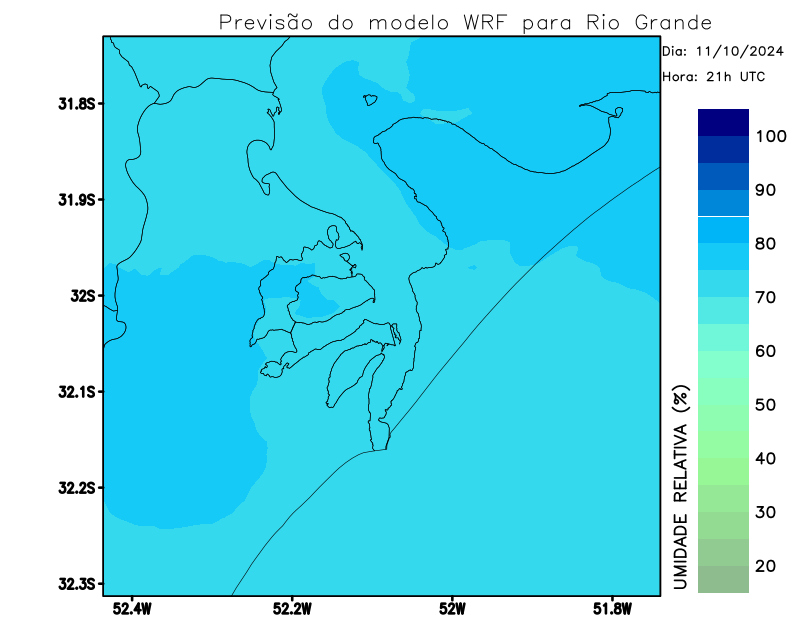 Previsão do modelo WRF para Rio Grande
Dia: 11/10/2024
Hora: 21h UTC
31.8S
31.9S
32S
32.1S
32.2S
32.3S
52.4W
52.2W
52W
51.8W
100
90
80
70
60
50
40
30
20
UMIDADE RELATIVA (%)